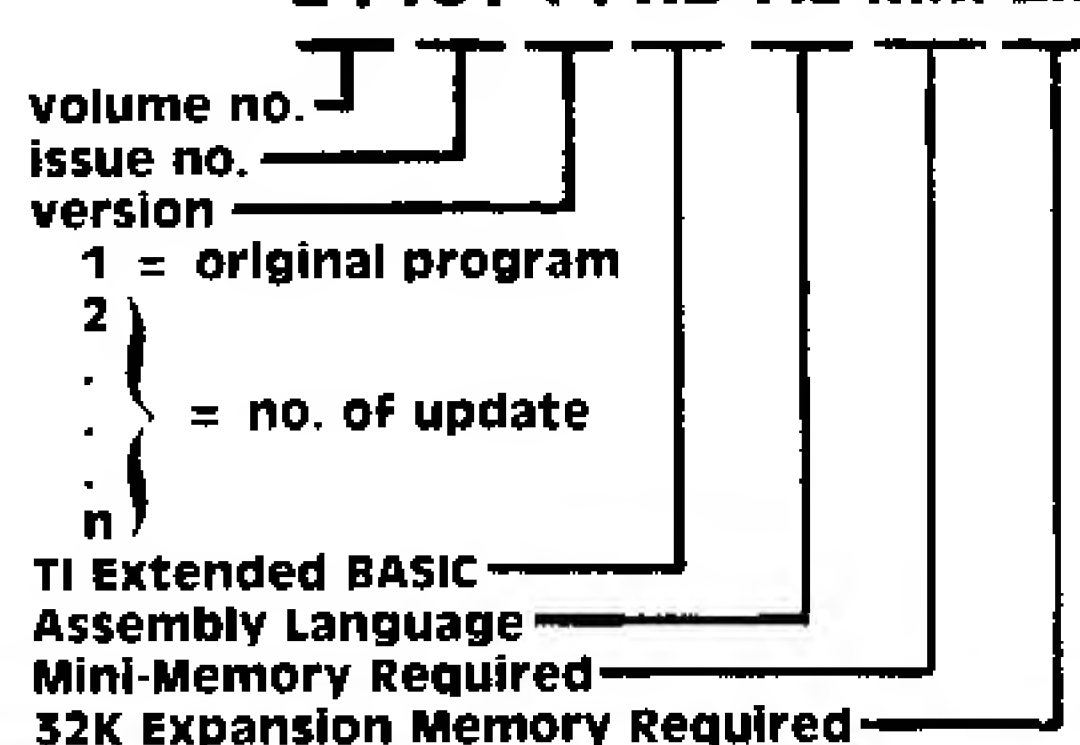 volume no.
issue no.
version
1 = original program
2
.
.
.
n
= no. of update
TI Extended BASIC
Assembly Language
Mini-Memory Required
32K Expansion Memory Required